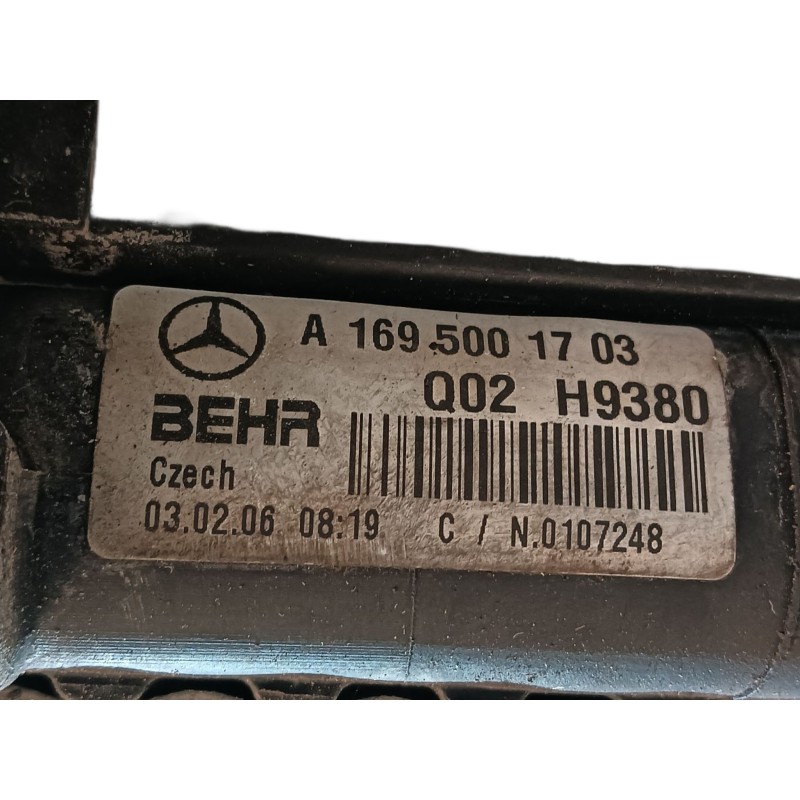 A 169.500 17 03
Q02 H9380
BEHR
Czech
03.02.06 08:19 C / N.0107248